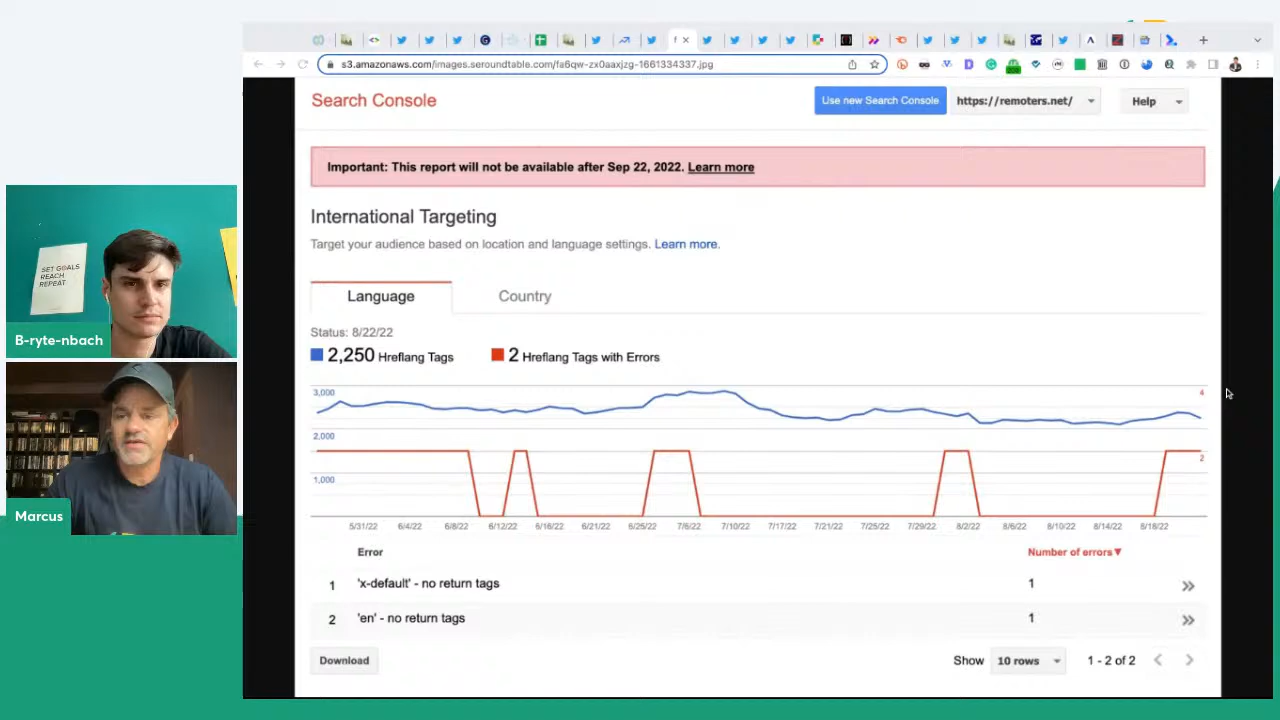 s3.amazonaws.com/images.seroundtable.com/fa6qw-zx0aaxjzg-1661334337.jpg
Search Console
Use new Search Console
https://remoters.net/
Help
Important: This report will not be available after Sep 22, 2022. Learn more
International Targeting
Target your audience based on location and language settings. Learn more.
SET GOALS
REACH
REPEAT
B-ryte-nbach
Marcus
Language
Country
Status: 8/22/22
2,250 Hreflang Tags
2 Hreflang Tags with Errors
3,000
4
2,000
2
1,000
5/31/22 6/4/22 6/8/22 6/12/22 6/16/22 6/21/22 6/25/22 7/6/22 7/10/22 7/17/22 7/21/22 7/25/22 7/29/22 8/2/22 8/6/22 8/10/22 8/14/22 8/18/22
Error
Number of errors▼
1 'x-default' - no return tags 1
2 'en' - no return tags 1
Download
Show 10 rows 1 - 2 of 2